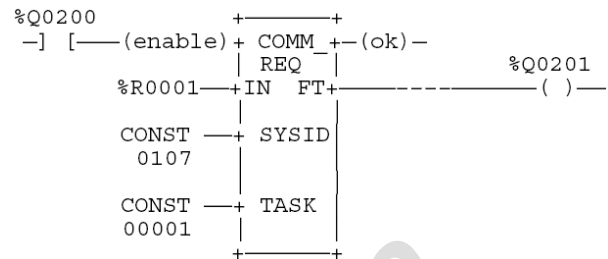 %Q0200
—] [——(enable)+ COMM_+—(ok)—
REQ
%Q0201
%R0001——+IN FT+——————————( )——
CONST ——+ SYSID
0107
CONST ——+ TASK
00001